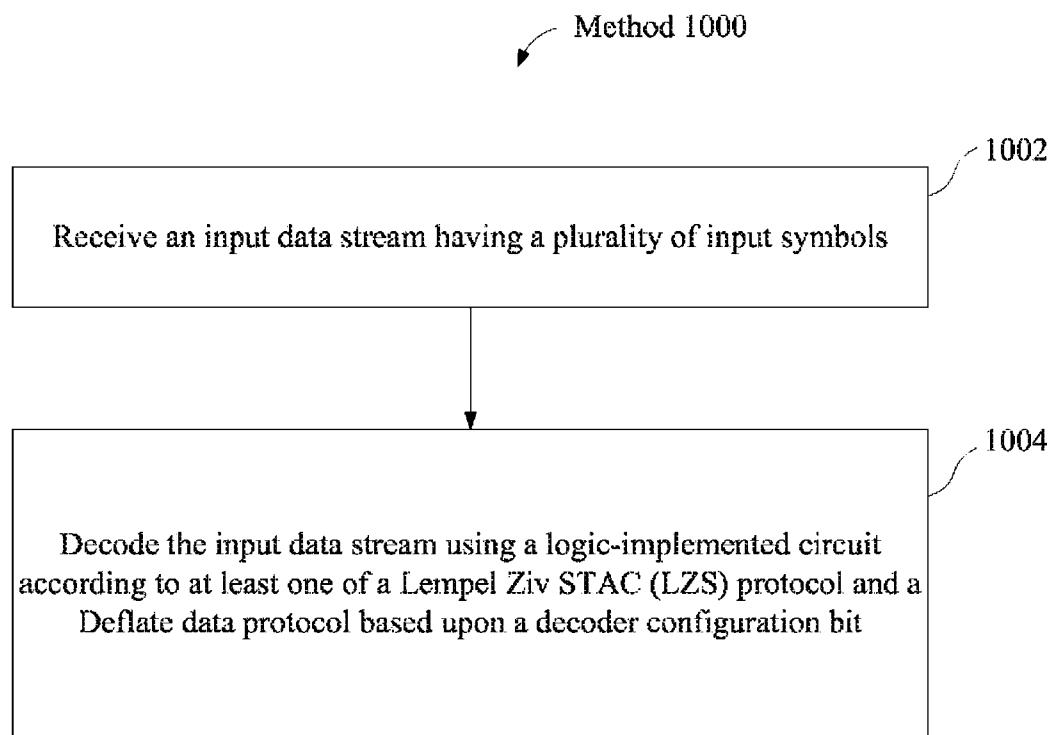 Method 1000
1002
Receive an input data stream having a plurality of input symbols
1004
Decode the input data stream using a logic-implemented circuit
according to at least one of a Lempel Ziv STAC (LZS) protocol and a
Deflate data protocol based upon a decoder configuration bit